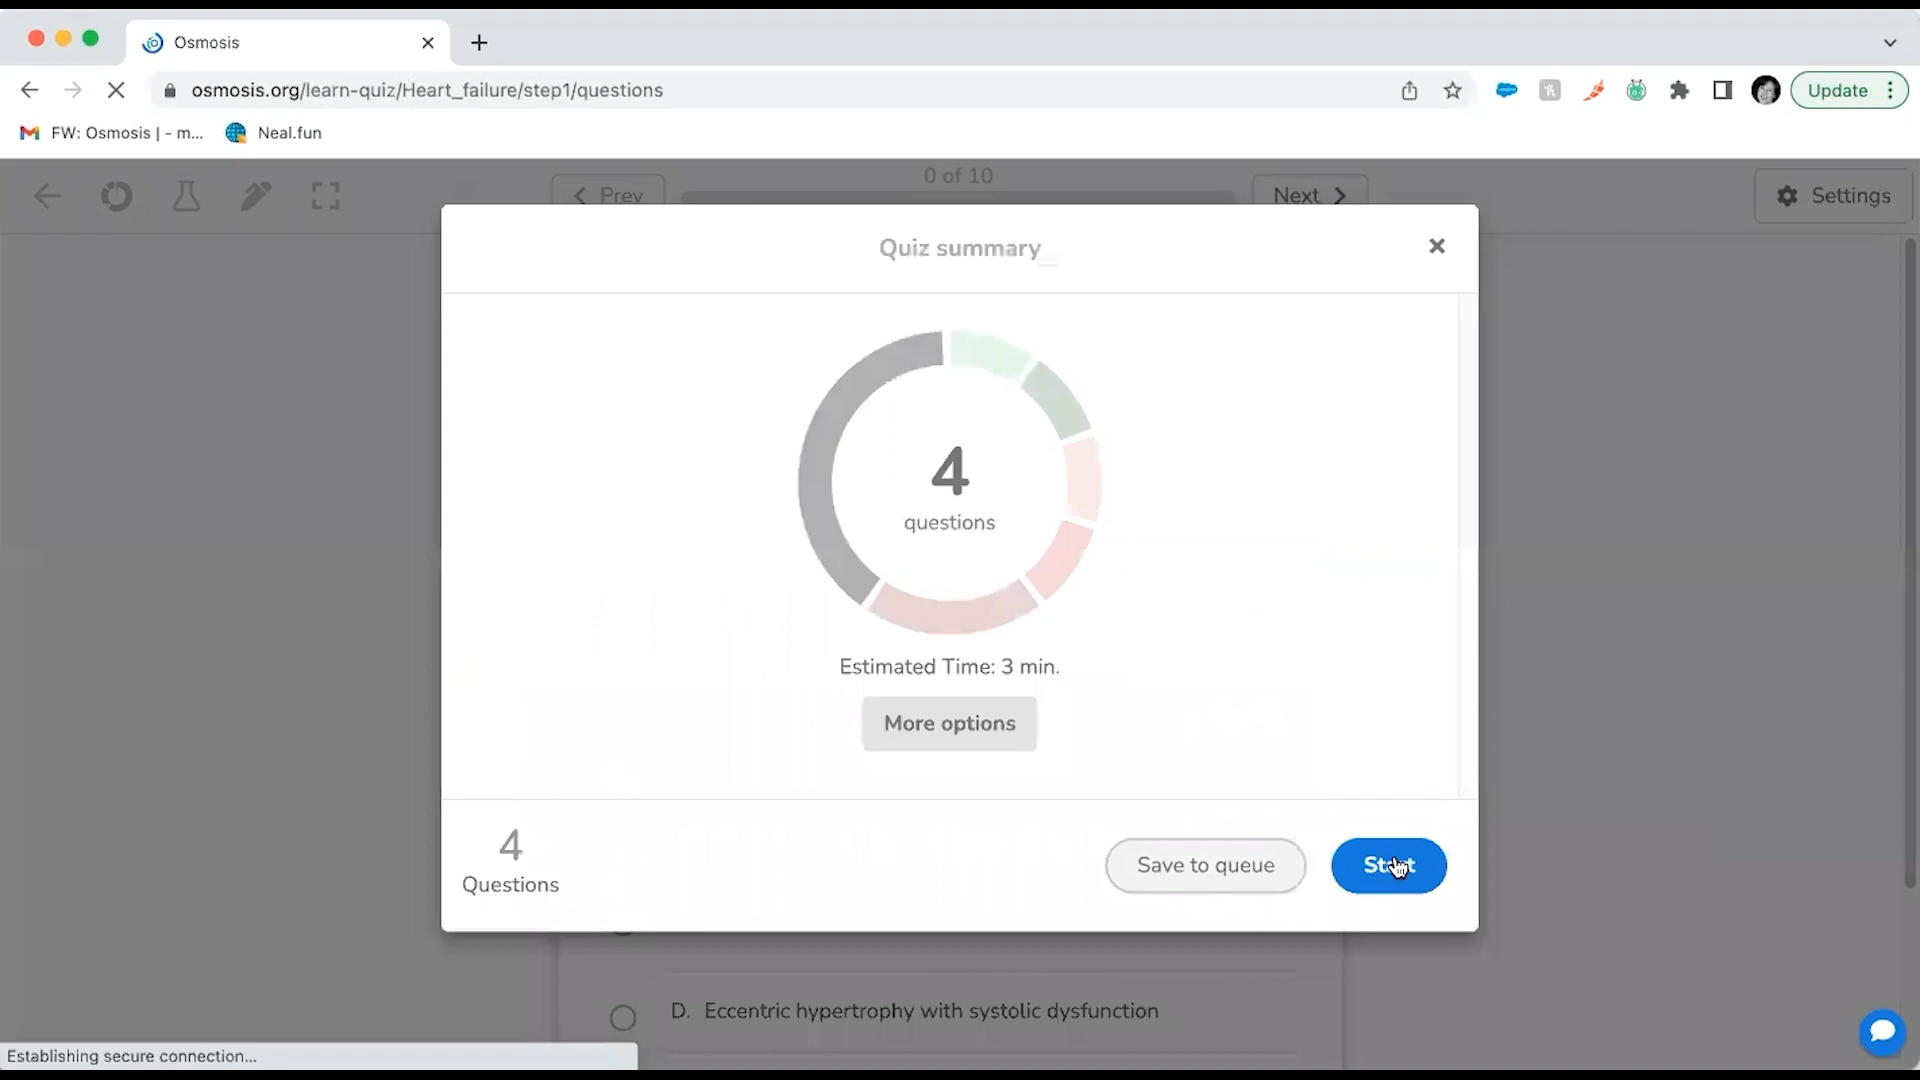 Osmosis
osmosis.org/learn-quiz/Heart_failure/step1/questions
Update
FW: Osmosis | - m...
Neal.fun
0 of 10
Prev
Next
Settings
Quiz summary
4
questions
Estimated Time: 3 min.
More options
4
Questions
Save to queue
Start
D. Eccentric hypertrophy with systolic dysfunction
Establishing secure connection...